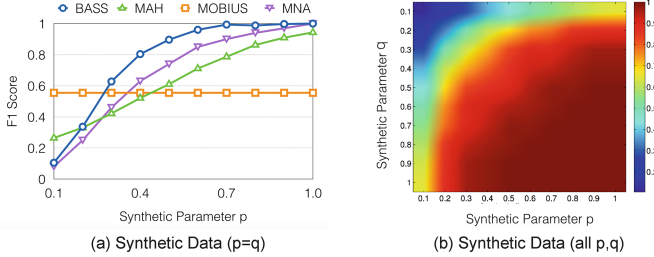 BASS MAH MOBIUS MNA
1
0.8
0.6
0.4
0.2
0
F1 Score
0.1 0.4 0.7 1.0
Synthetic Parameter p
(a) Synthetic Data (p=q)
0.1
0.2
0.3
0.4
0.5
0.6
0.7
0.8
0.9
1
Synthetic Parameter q
0.1 0.2 0.3 0.4 0.5 0.6 0.7 0.8 0.9 1
Synthetic Parameter p
(b) Synthetic Data (all p,q)